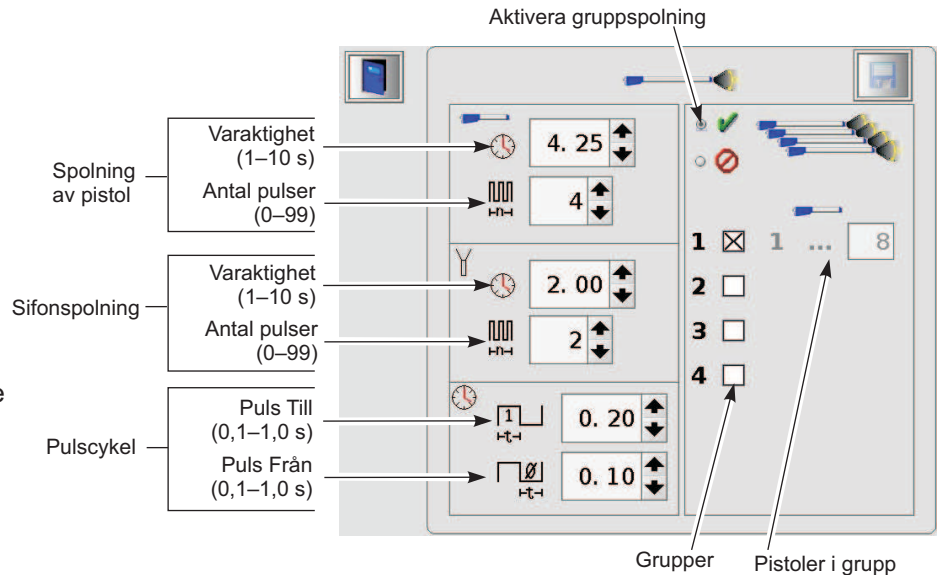 Aktivera gruppspolning
Spolning
av pistol
Varaktighet
(1–10 s)
4. 25
Antal pulser
(0–99)
n
4
Sifonspolning
Varaktighet
(1–10 s)
2. 00
Antal pulser
(0–99)
n
2
Pulscykel
Puls Till
(0,1–1,0 s)
1
t
0. 20
Puls Från
(0,1–1,0 s)
Ø
t
0. 10
1 1 ... 8
2
3
4
Grupper
Pistoler i grupp
e